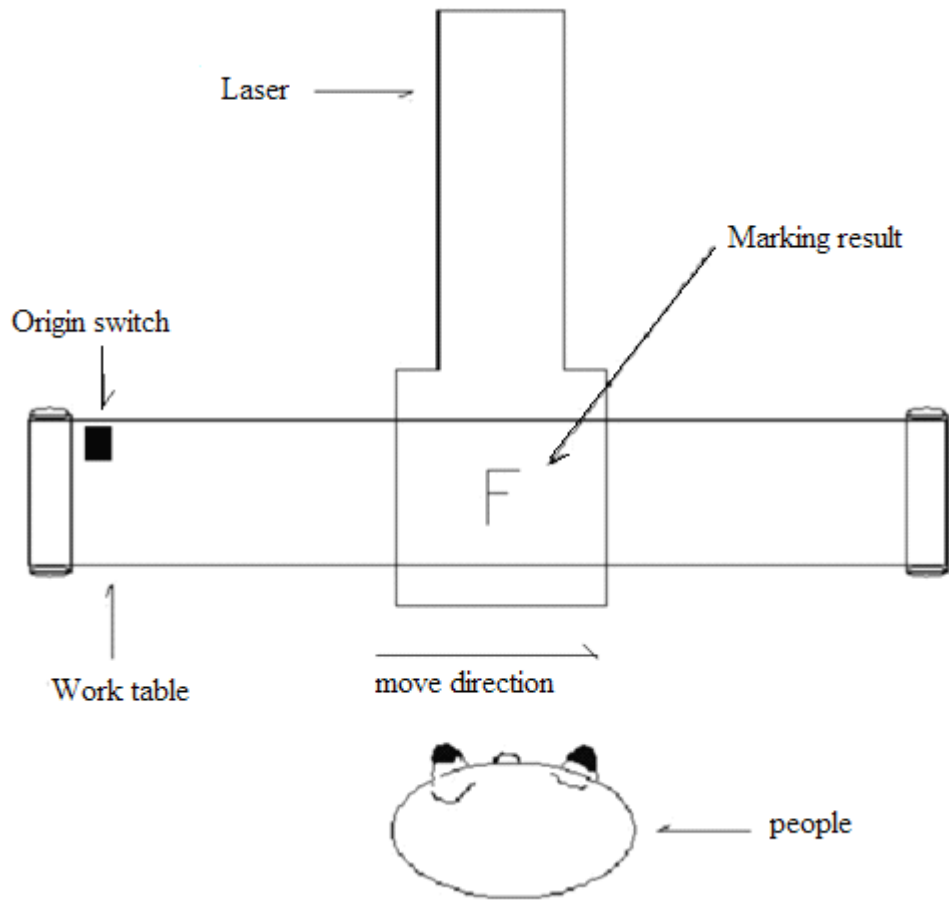 Laser
Marking result
Origin switch
F
Work table
move direction
people